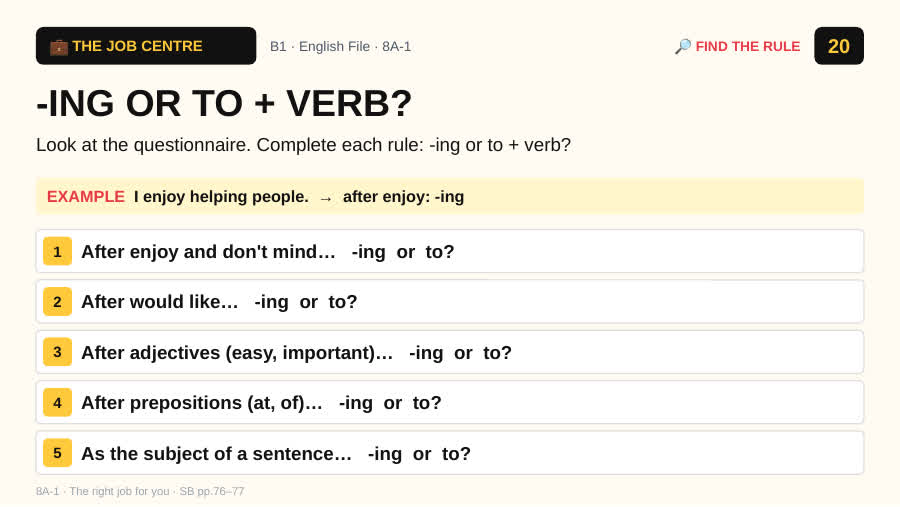 💼 THE JOB CENTRE
B1 · English File · 8A-1
🔎 FIND THE RULE
20
-ING OR TO + VERB?
Look at the questionnaire. Complete each rule: -ing or to + verb?
EXAMPLE I enjoy helping people. → after enjoy: -ing
1 After enjoy and don't mind… -ing or to?
2 After would like… -ing or to?
3 After adjectives (easy, important)… -ing or to?
4 After prepositions (at, of)… -ing or to?
5 As the subject of a sentence… -ing or to?
8A-1 · The right job for you · SB pp.76–77